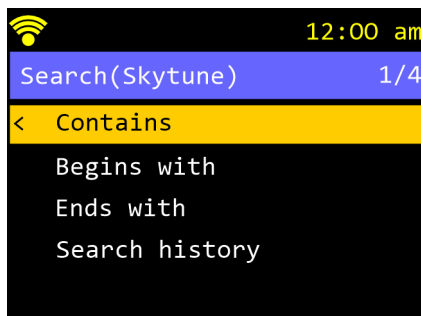 12:00 am
Search(Skytune) 1/4
< Contains
Begins with
Ends with
Search history